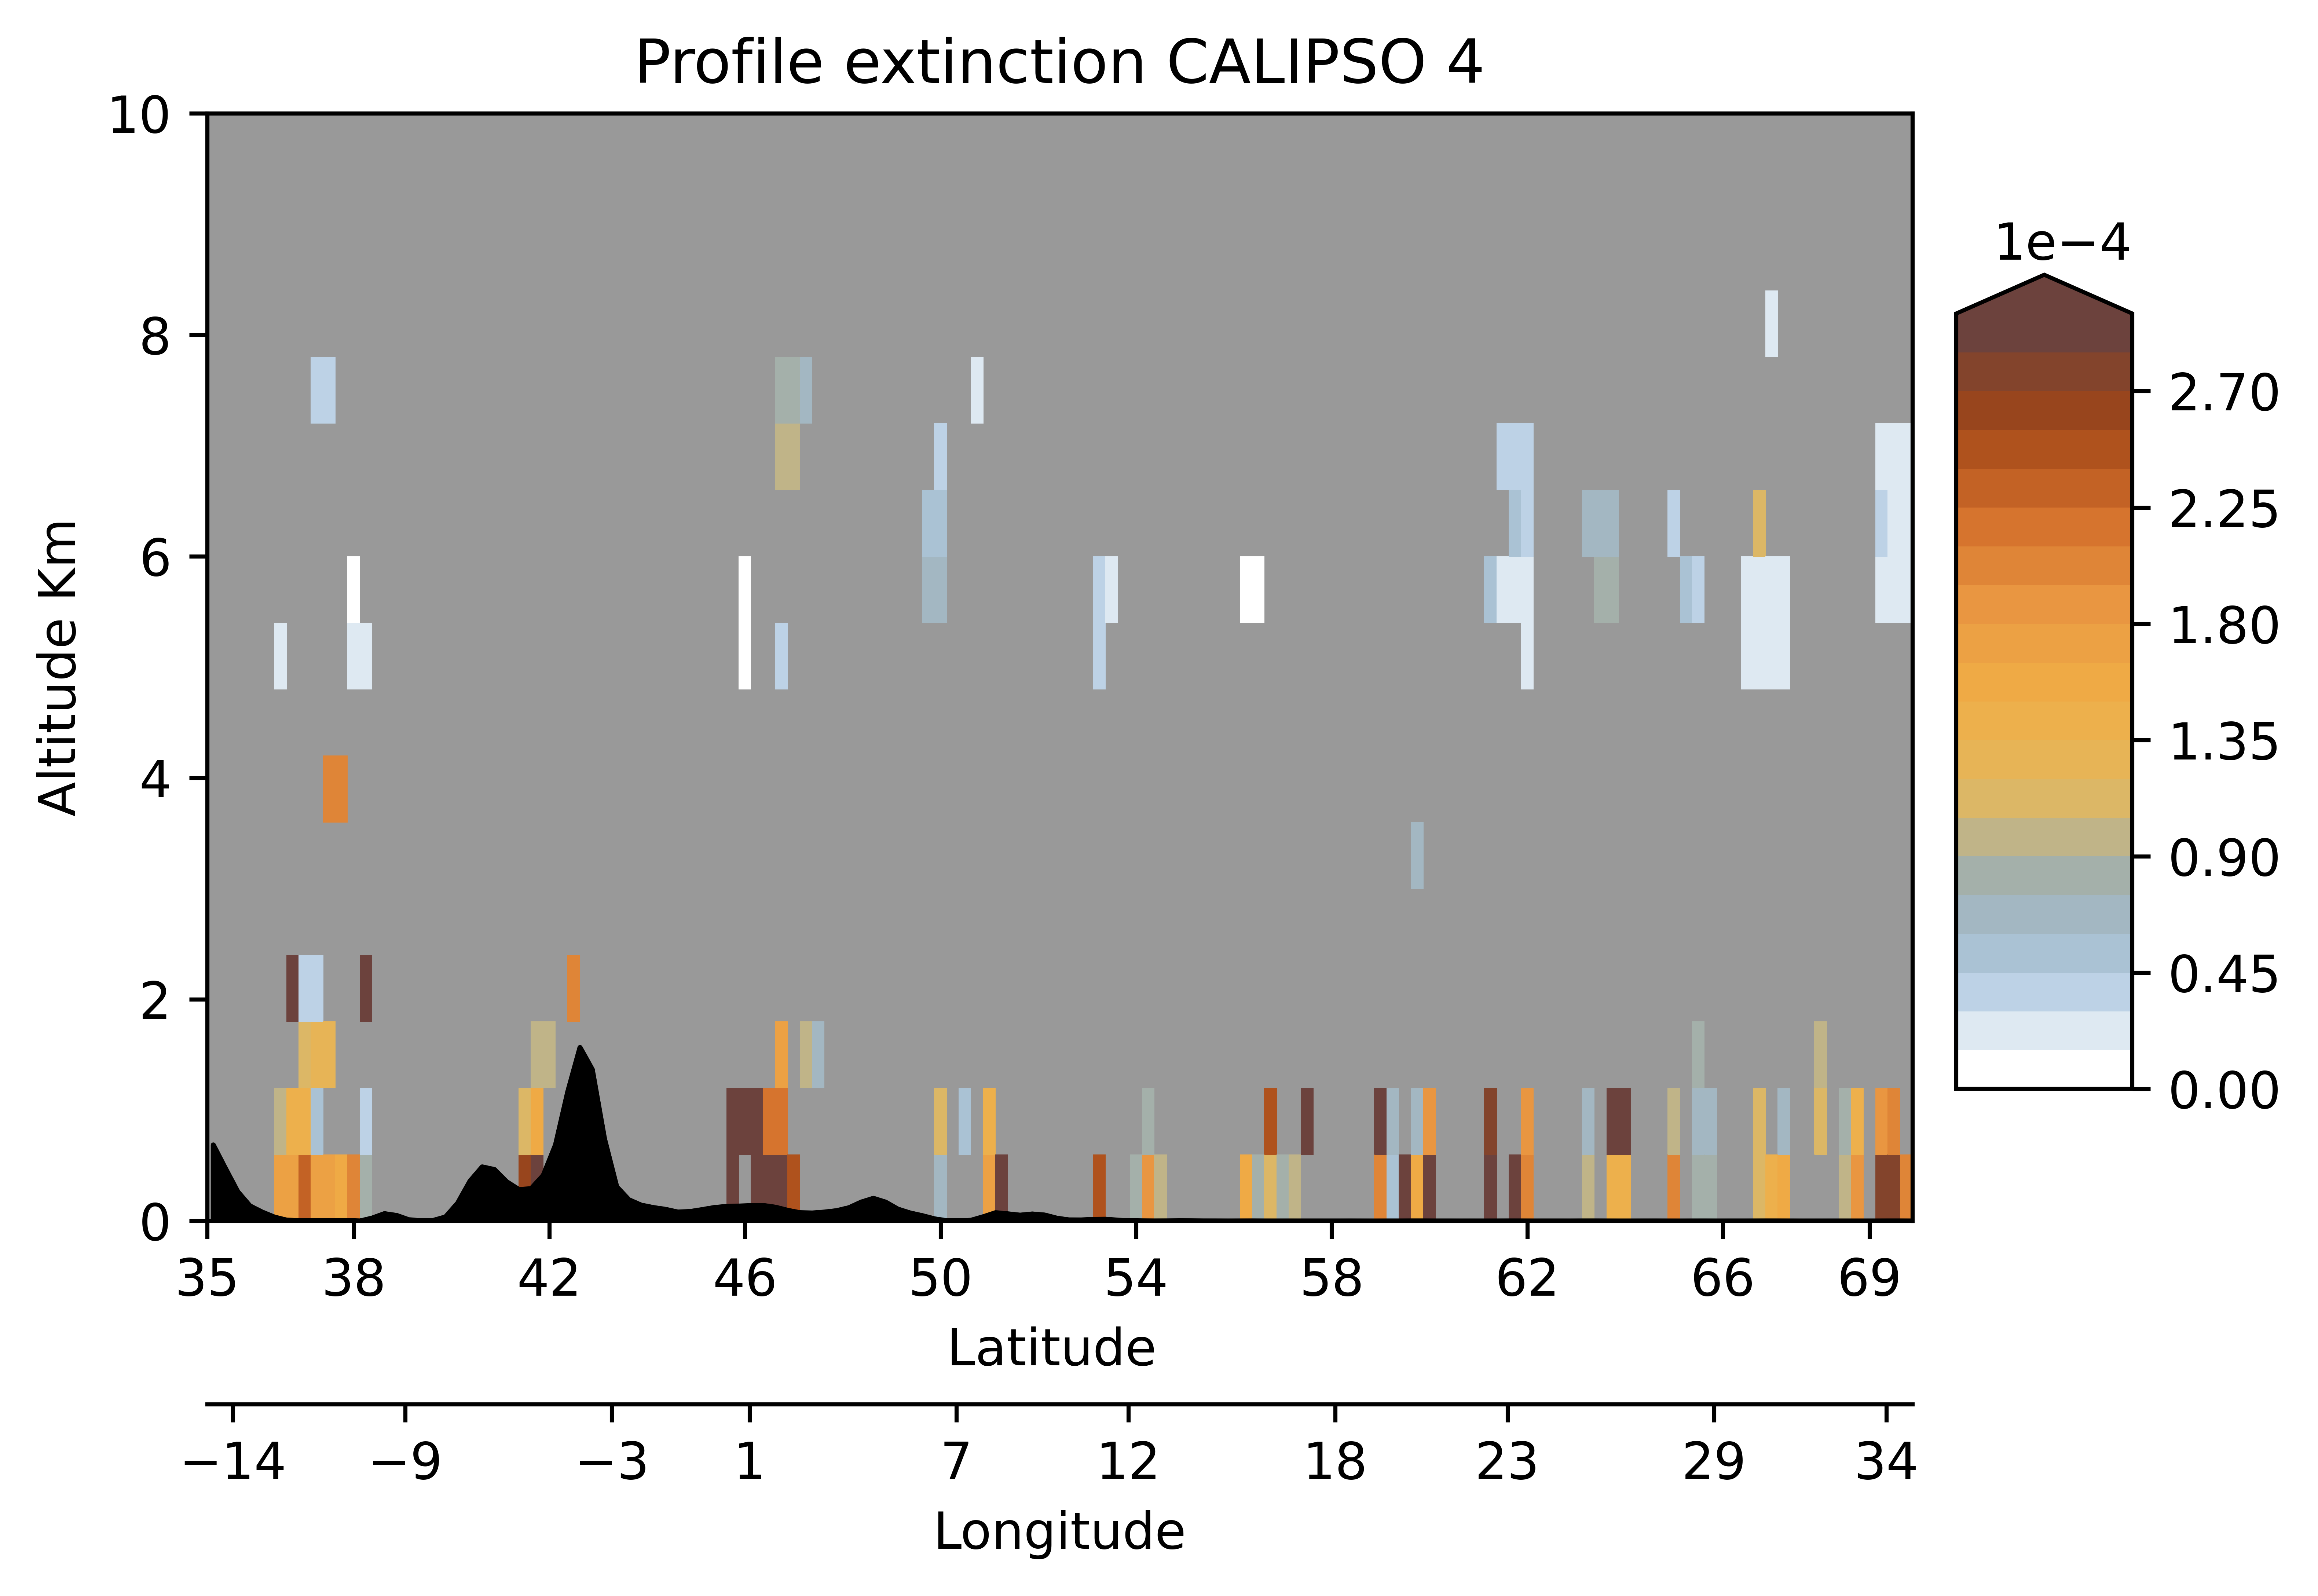 Profile extinction CALIPSO 4
1e−4
10
8
6
4
2
0
Altitude Km
2.70
2.25
1.80
1.35
0.90
0.45
0.00
35 38 42 46 50 54 58 62 66 69
Latitude
−14 −9 −3 1 7 12 18 23 29 34
Longitude